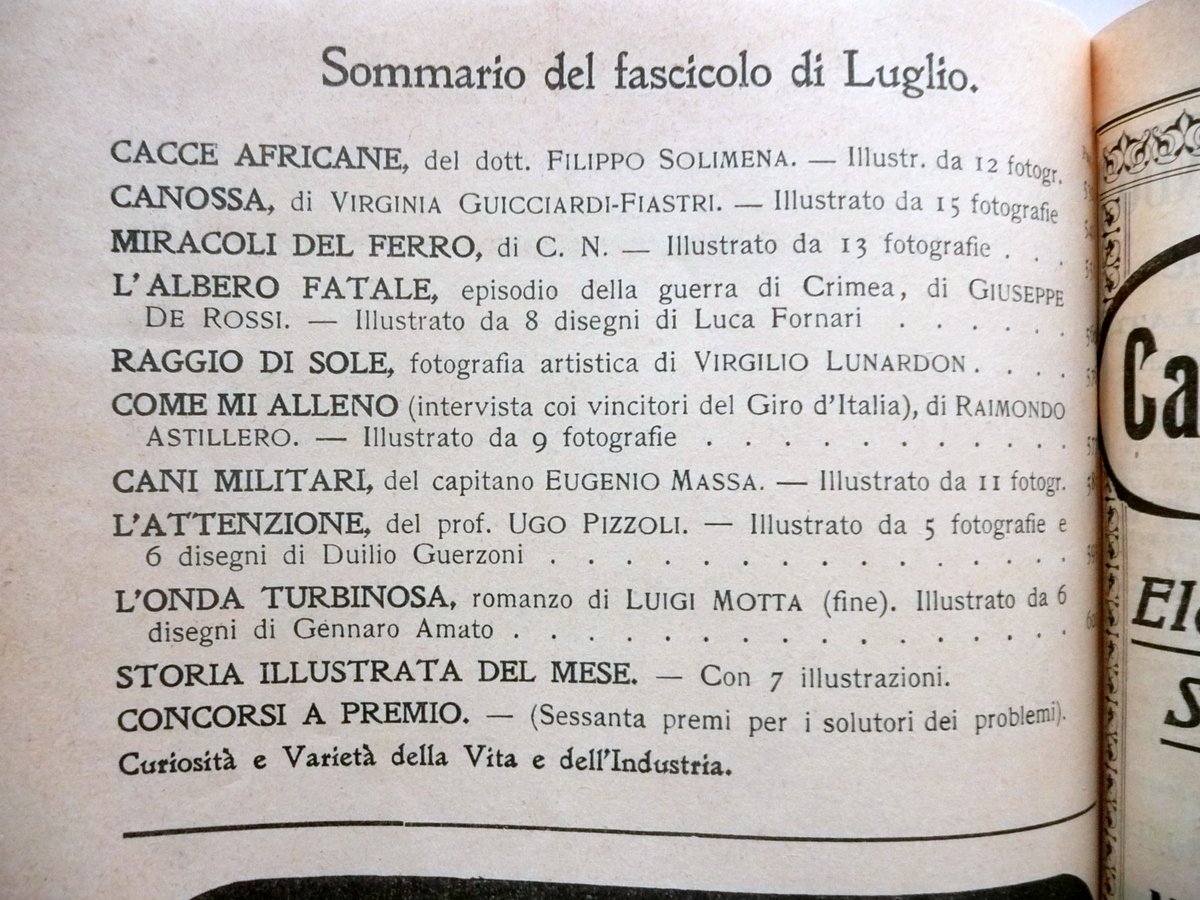 Sommario del fascicolo di Luglio.
CACCE AFRICANE, del dott. FILIPPO SOLIMENA. — Illustr. da 12 fotogr.
CANOSSA, di VIRGINIA GUICCIARDI-FIASTRI. — Illustrato da 15 fotografie
MIRACOLI DEL FERRO, di C. N. — Illustrato da 13 fotografie . . .
L'ALBERO FATALE, episodio della guerra di Crimea, di GIUSEPPE
DE ROSSI. — Illustrato da 8 disegni di Luca Fornari . . . . . .
RAGGIO DI SOLE, fotografia artistica di VIRGILIO LUNARDON . . . .
COME MI ALLENO (intervista coi vincitori del Giro d'Italia), di RAIMONDO
ASTILLERO. — Illustrato da 9 fotografie . . . . . . . . . . . . .
CANI MILITARI, del capitano EUGENIO MASSA. — Illustrato da 11 fotogr.
L'ATTENZIONE, del prof. UGO PIZZOLI. — Illustrato da 5 fotografie e
6 disegni di Duilio Guerzoni . . . . . . . . . . . . . . . . . .
L'ONDA TURBINOSA, romanzo di LUIGI MOTTA (fine). Illustrato da 6
disegni di Gennaro Amato . . . . . . . . . . . . . . . . . . .
STORIA ILLUSTRATA DEL MESE. — Con 7 illustrazioni.
CONCORSI A PREMIO. — (Sessanta premi per i solutori dei problemi).
Curiosità e Varietà della Vita e dell'Industria.
Ca